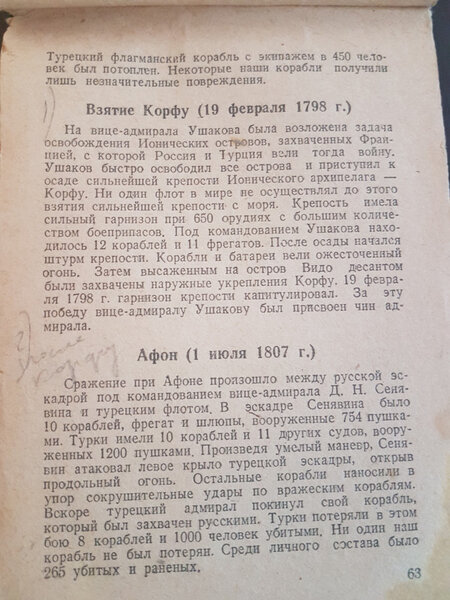 Турецкий флагманский корабль с экипажем в 450 чело-
век был потоплен. Некоторые наши корабли получили
лишь незначительные повреждения.
1)
Взятие Корфу (19 февраля 1798 г.)
На вице-адмирала Ушакова была возложена задача
освобождения Ионических островов, захваченных Фран-
цией, с которой Россия и Турция вели тогда войну.
Ушаков быстро освободил все острова и приступил к
осаде сильнейшей крепости Ионического архипелага —
Корфу. Ни один флот в мире не осуществлял до этого
взятия сильнейшей крепости с моря. Крепость имела
сильный гарнизон при 650 орудиях с большим количе-
ством боеприпасов. Под командованием Ушакова нахо-
дилось 12 кораблей и 11 фрегатов. После осады начался
штурм крепости. Корабли и батареи вели ожесточенный
огонь. Затем высаженным на остров Видо десантом
были захвачены наружные укрепления Корфу. 19 февра-
ля 1798 г. гарнизон крепости капитулировал. За эту
победу вице-адмиралу Ушакову был присвоен чин ад-
мирала.
2)
после
Корфу
Афон (1 июля 1807 г.)
Сражение при Афоне произошло между русской эс-
кадрой под командованием вице-адмирала Д. Н. Сеня-
вина и турецким флотом. В эскадре Сенявина было
10 кораблей, фрегат и шлюпы, вооруженные 754 пушка-
ми. Турки имели 10 кораблей и 11 других судов, воору-
женных 1200 пушками. Произведя умелый маневр, Сеня-
вин атаковал левое крыло турецкой эскадры, открыв
продольный огонь. Остальные корабли наносили в
упор сокрушительные удары по вражеским кораблям.
Вскоре турецкий адмирал покинул свой корабль,
который был захвачен русскими. Турки потеряли в этом
бою 8 кораблей и 1000 человек убитыми. Ни один наш
корабль не был потерян. Среди личного состава было
265 убитых и раненых.
63